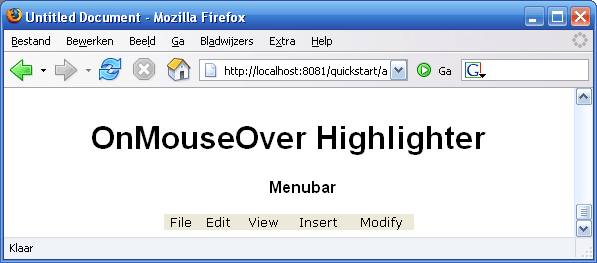 Untitled Document - Mozilla Firefox
Bestand Bewerken Beeld Ga Bladwijzers Extra Help
http://localhost:8081/quickstart/a Ga G
OnMouseOver Highlighter
Menubar
File Edit View Insert Modify
Klaar